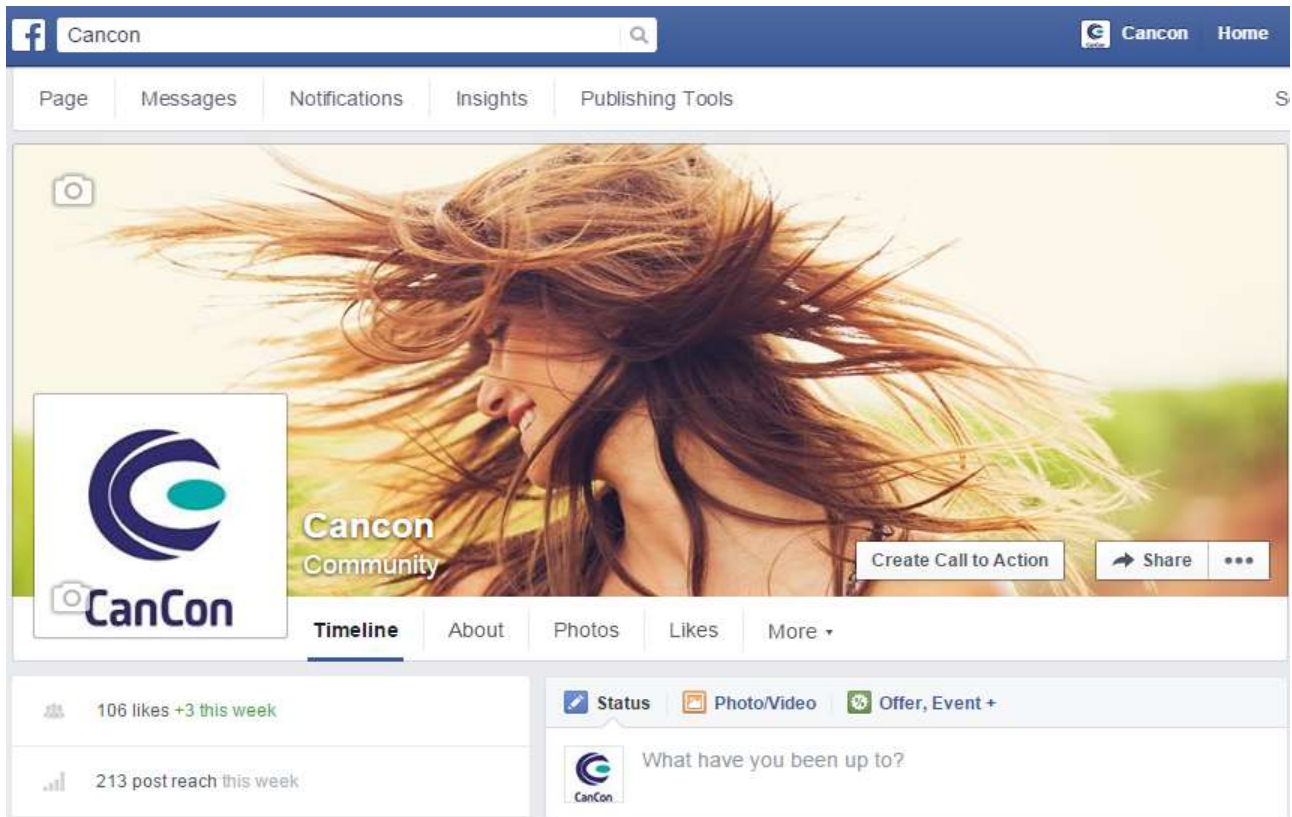 f Cancon Cancon Home
Page Messages Notifications Insights Publishing Tools
CanCon
Cancon
Community
Create Call to Action Share
Timeline About Photos Likes More
106 likes +3 this week
213 post reach this week
Status Photo/Video Offer, Event +
What have you been up to?
CanCon